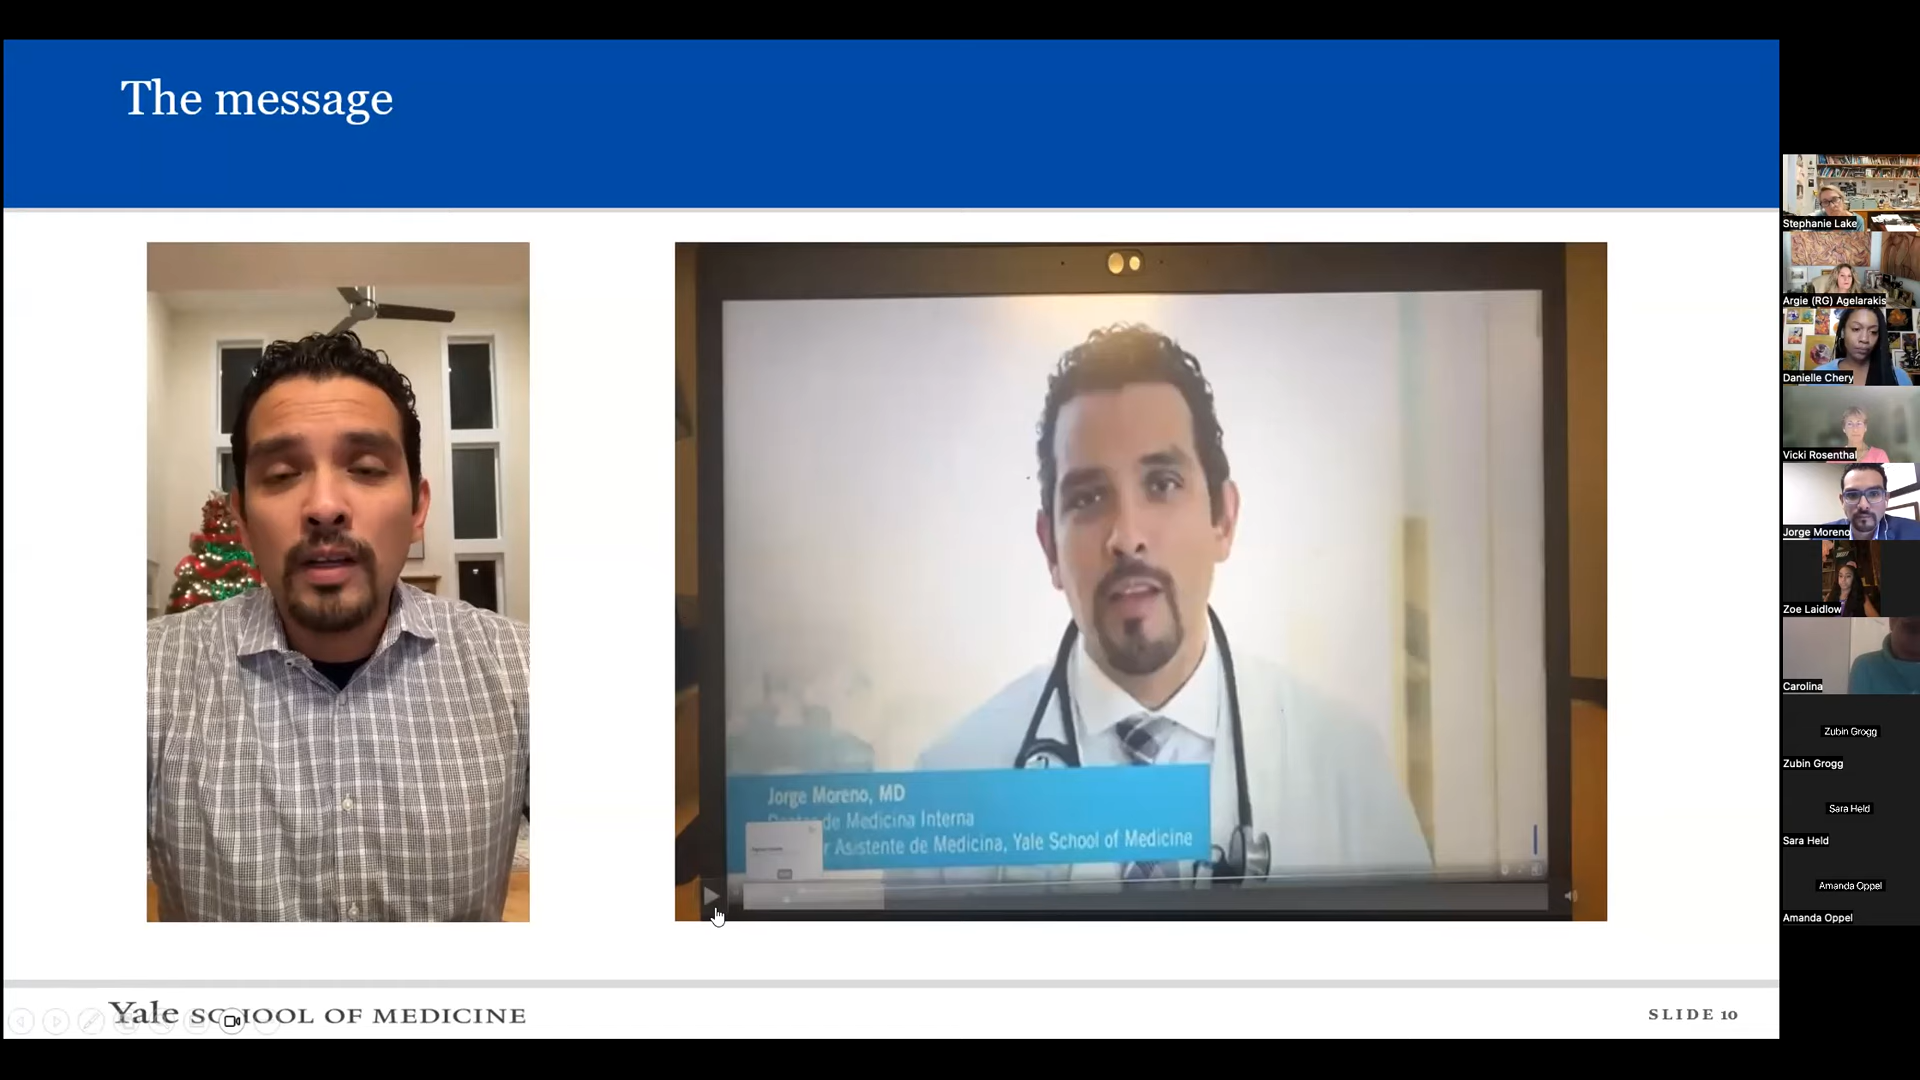 The message
Jorge Moreno, MD
de Medicina Interna
Asistente de Medicina, Yale School of Medicine
Yale SCHOOL OF MEDICINE
SLIDE 10
Stephanie Lake
Argie (RG) Agelarakis
Danielle Chery
Vicki Rosenthal
Jorge Moreno
Zoe Laidlow
Carolina
Zubin Grogg
Zubin Grogg
Sara Held
Sara Held
Amanda Oppel
Amanda Oppel